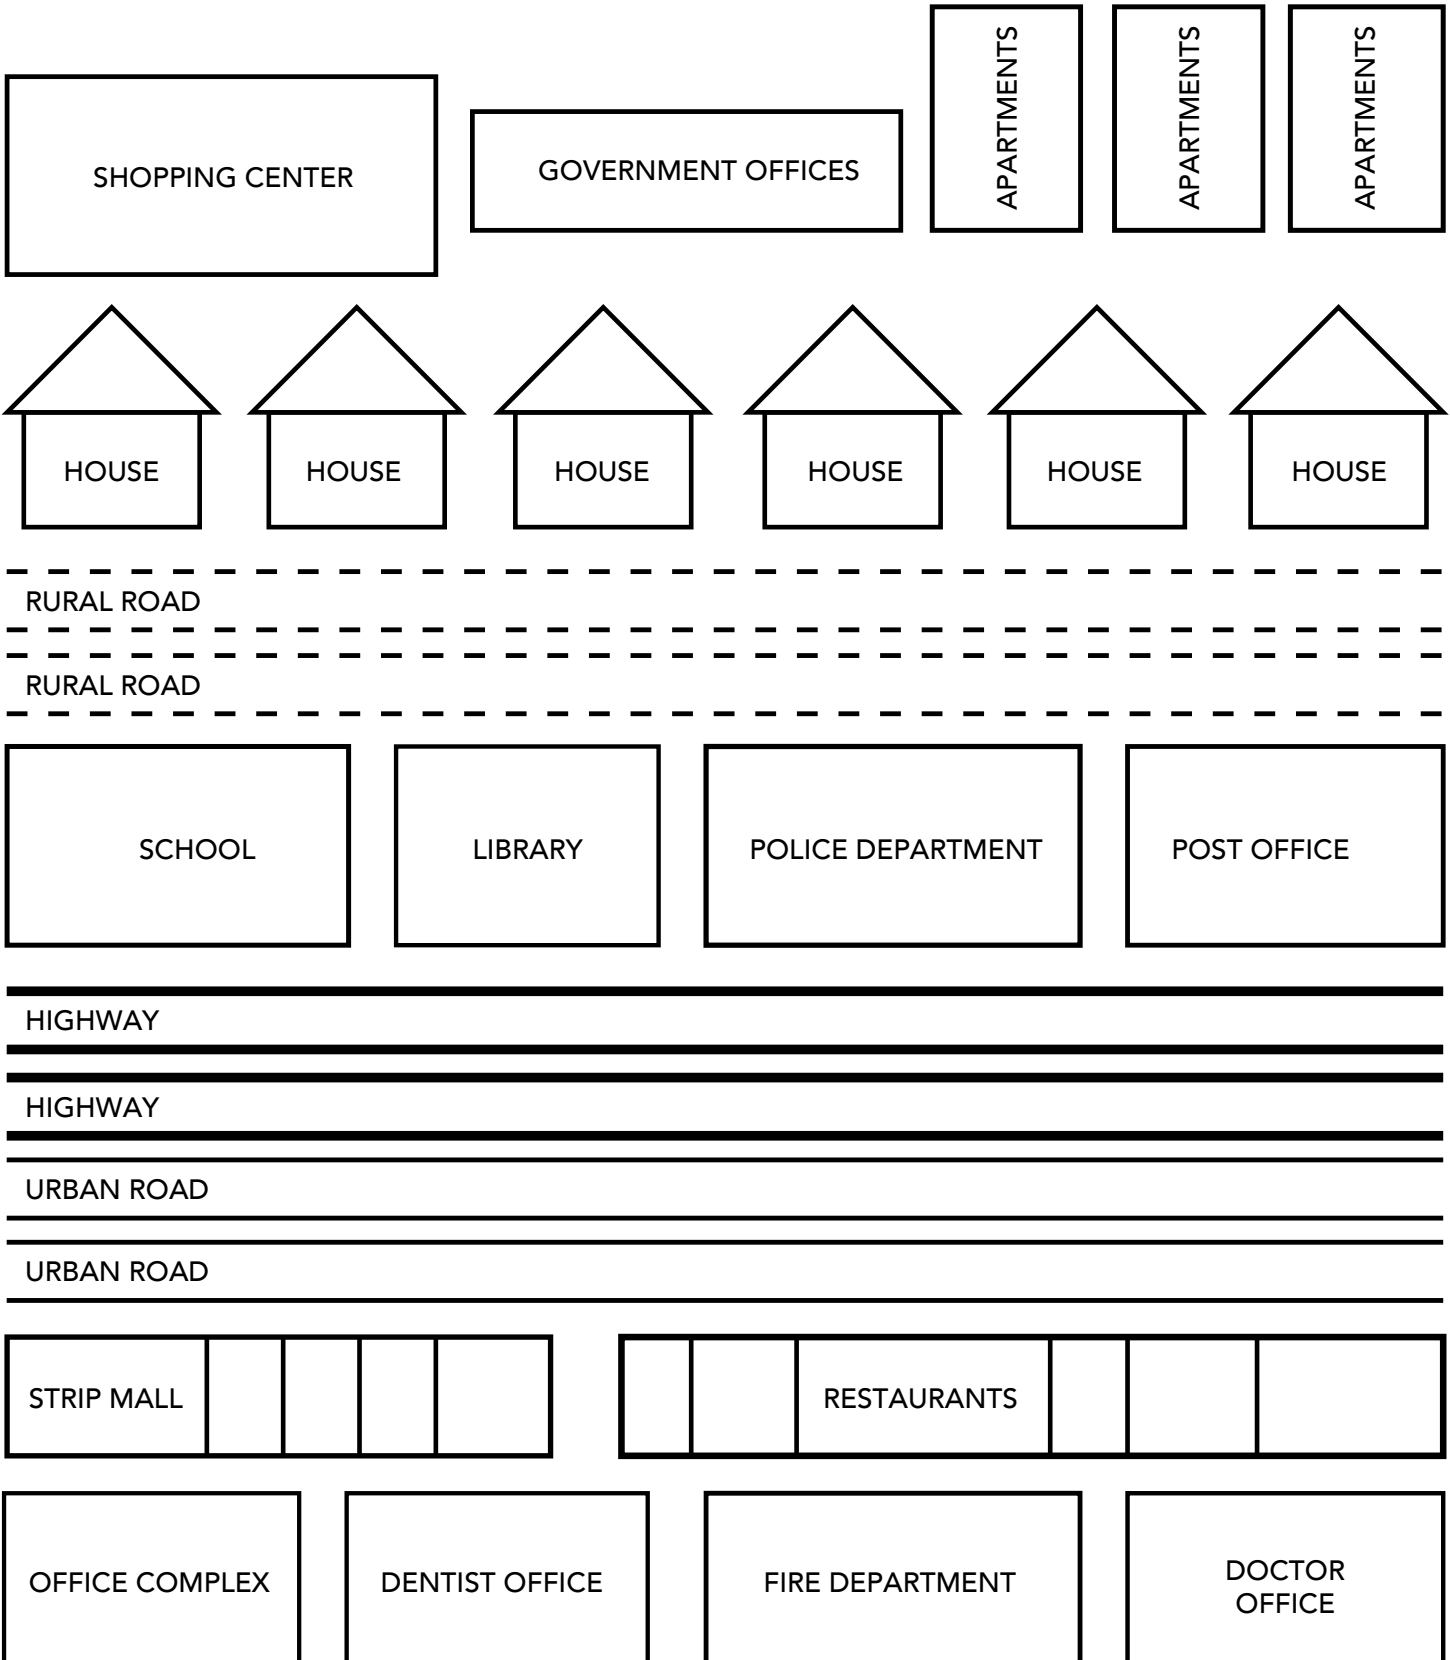 APARTMENTS
APARTMENTS
APARTMENTS
SHOPPING CENTER
GOVERNMENT OFFICES
HOUSE
HOUSE
HOUSE
HOUSE
HOUSE
HOUSE
RURAL ROAD
RURAL ROAD
SCHOOL
LIBRARY
POLICE DEPARTMENT
POST OFFICE
HIGHWAY
HIGHWAY
URBAN ROAD
URBAN ROAD
STRIP MALL
RESTAURANTS
OFFICE COMPLEX
DENTIST OFFICE
FIRE DEPARTMENT
DOCTOR
OFFICE